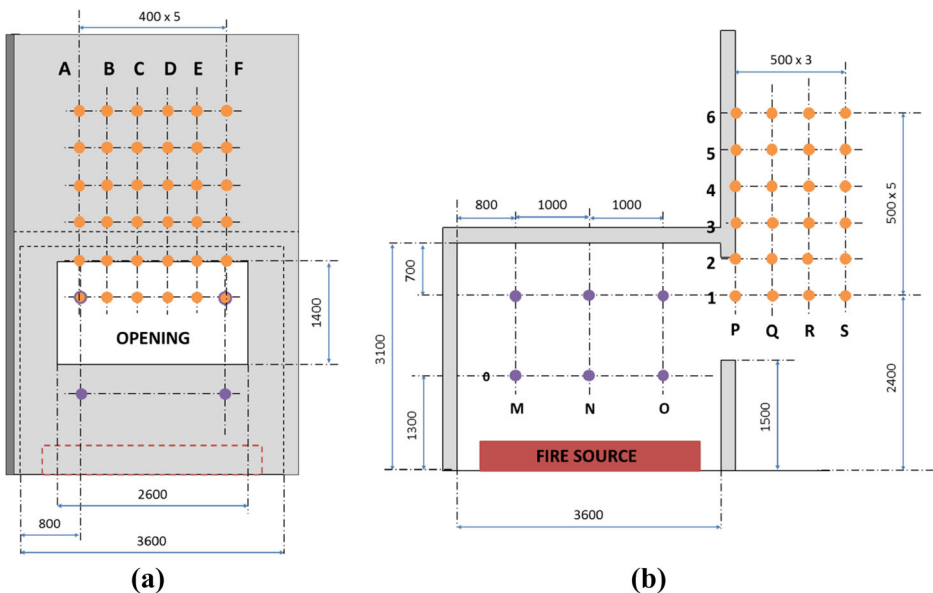 400 x 5
A B C D E F
OPENING
1400
2600
800
3600
(a)
500 x 3
6
5
4
3
2
1
P Q R S
500 x 5
2400
800 1000 1000
700
3100
0
1300
M N O
1500
FIRE SOURCE
3600
(b)